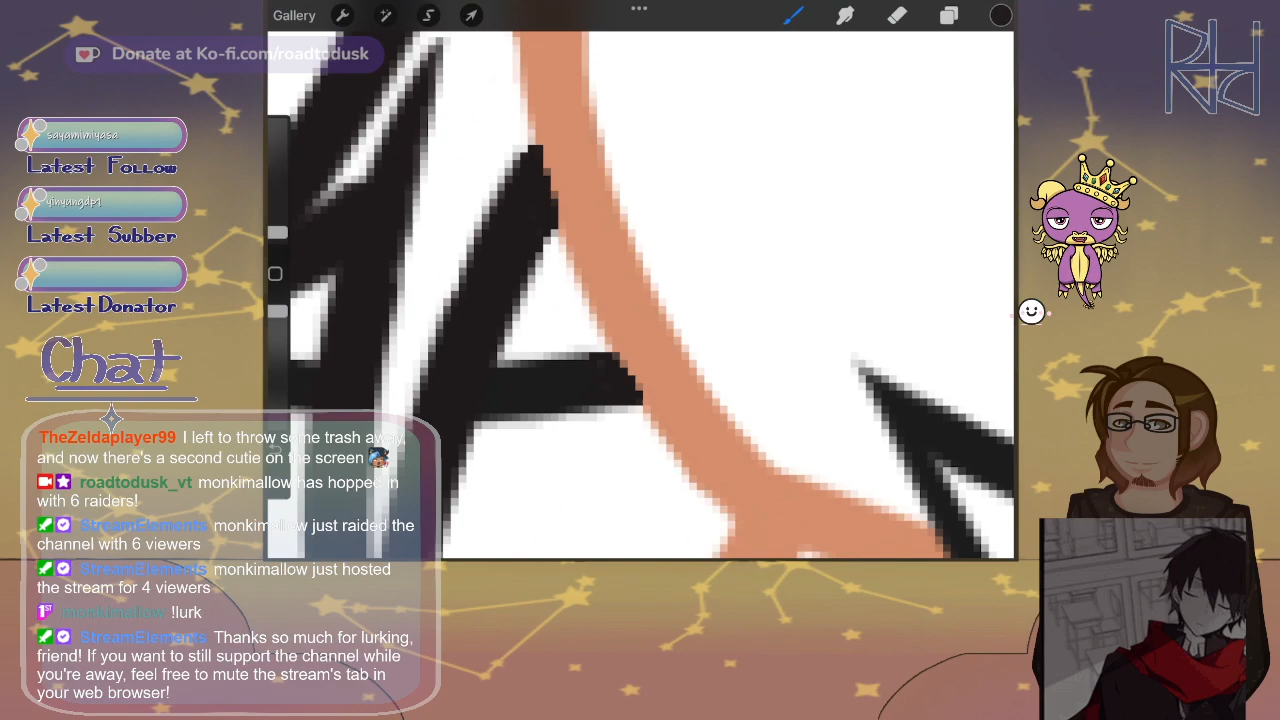 Gallery
Donate at Ko-fi.com/roadtodusk
sayamimiyasa
Latest Follow
yinyangdp1
Latest Subber
Latest Donator
Chat
TheZeldaplayer99 I left to throw some trash away,
and now there's a second cutie on the screen
roadtodusk_vt monkimallow has hopped in
with 6 raiders!
StreamElements monkimallow just raided the
channel with 6 viewers
StreamElements monkimallow just hosted
the stream for 4 viewers
monkimallow !lurk
StreamElements Thanks so much for lurking,
friend! If you want to still support the channel while
you're away, feel free to mute the stream's tab in
your web browser!